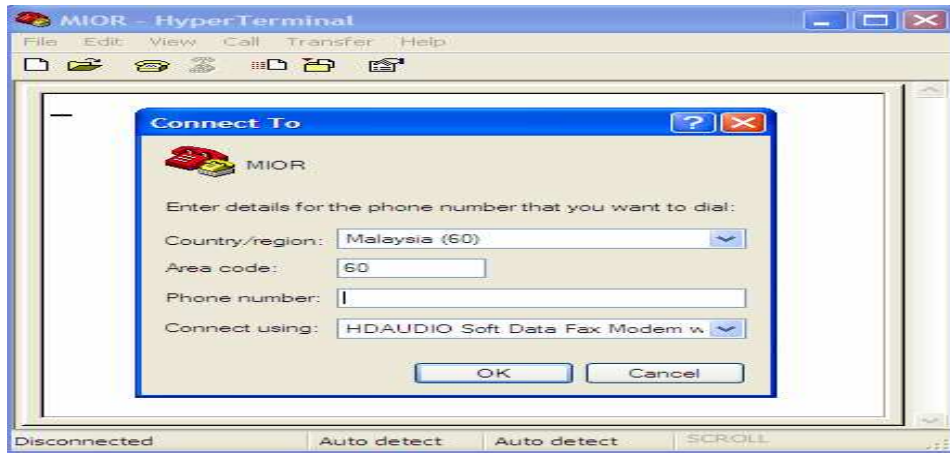 MIOR - HyperTerminal
File Edit View Call Transfer Help
Connect To
MIOR
Enter details for the phone number that you want to dial:
Country/region: Malaysia (60)
Area code: 60
Phone number:
Connect using: HDAUDIO Soft Data Fax Modem w
OK Cancel
Disconnected Auto detect Auto detect SCROLL